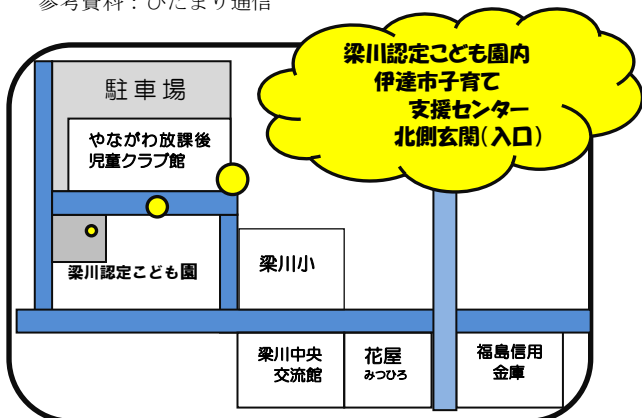 参考資料：ひだまり通信
梁川認定こども園内
伊達市子育て
支援センター
北側玄関(入口)
駐車場
やながわ放課後
児童クラブ館
梁川認定こども園
梁川小
梁川中央
交流館
花屋
みつひろ
福島信用
金庫